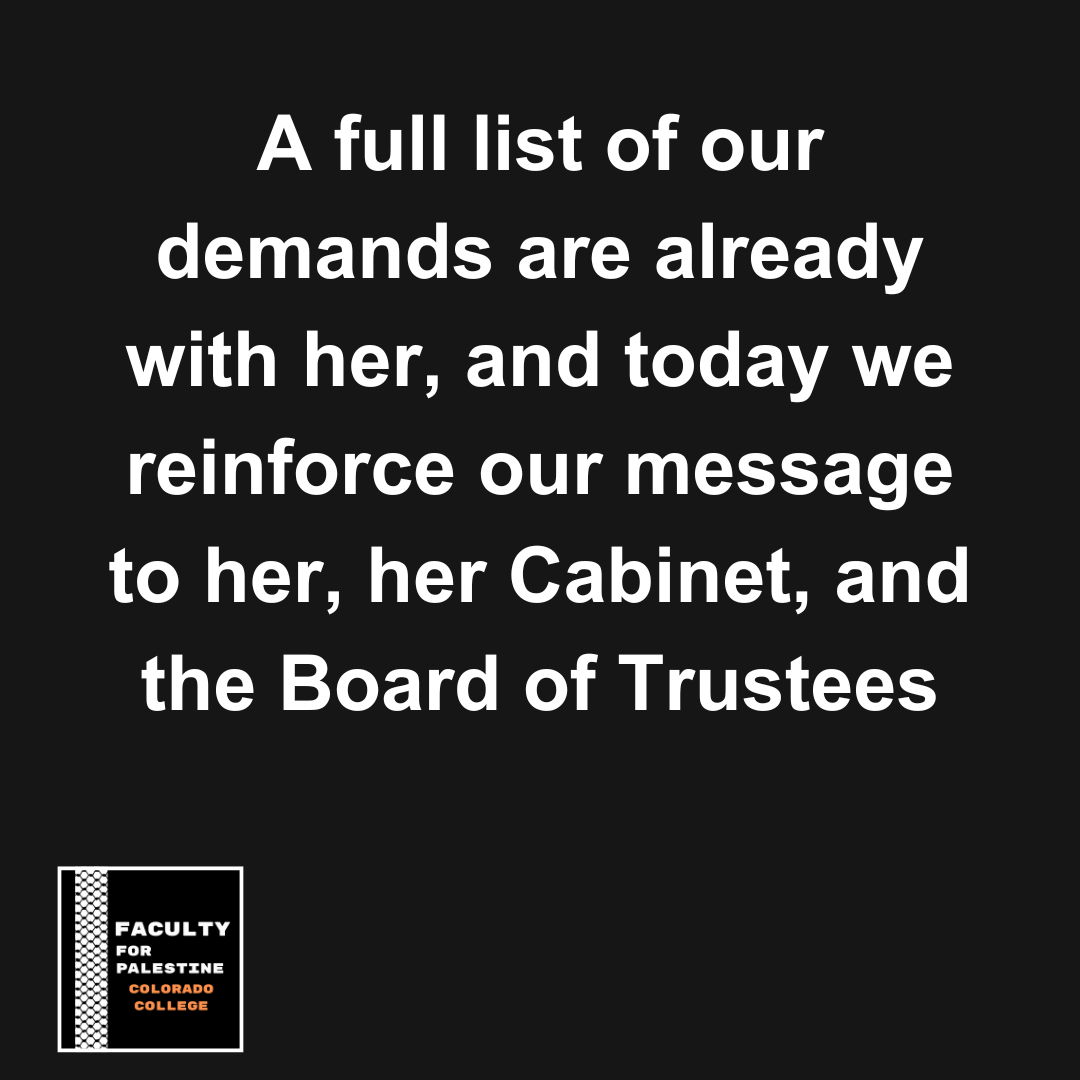 A full list of our
demands are already
with her, and today we
reinforce our message
to her, her Cabinet, and
the Board of Trustees
FACULTY
FOR
PALESTINE
COLORADO
COLLEGE